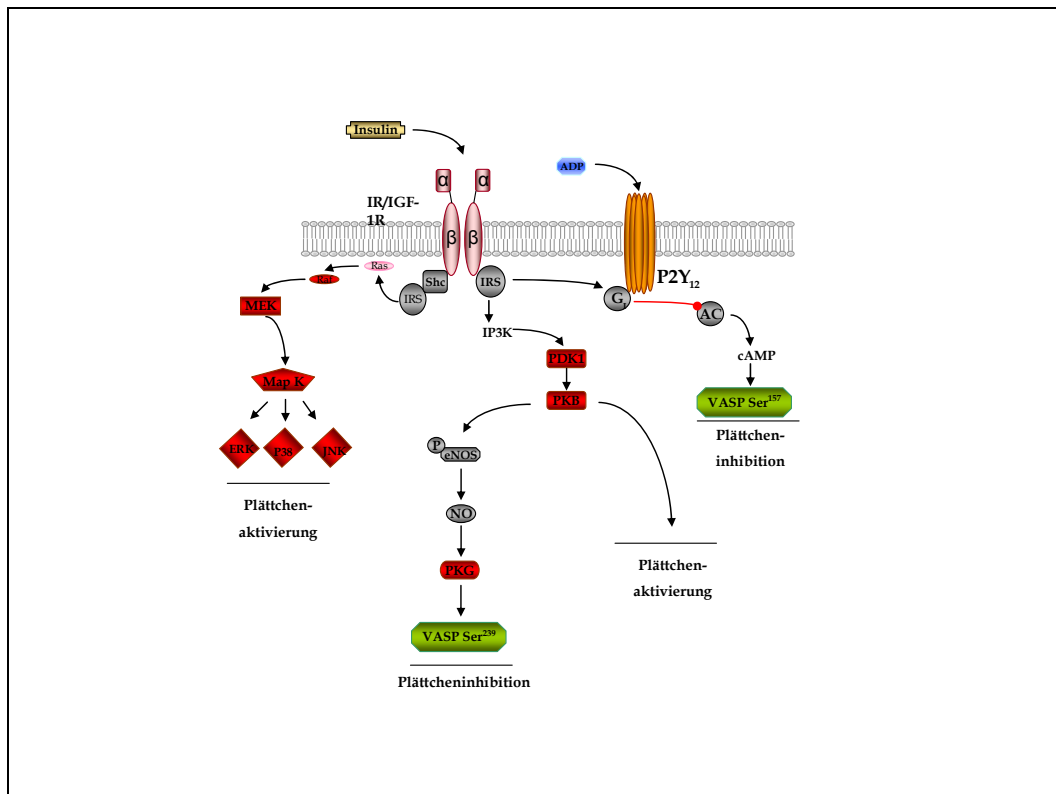 Insulin
ADP
α
α
IR/IGF-
1R
β
β
P2Y₁₂
Ras
Raf
Shc
IRS
IRS
Gᵢ
AC
MEK
IP3K
cAMP
PDK1
Map K
PKB
VASP Ser¹⁵⁷
Plättchen-
inhibition
P
eNOS
ERK
P38
JNK
Plättchen-
aktivierung
NO
PKG
Plättchen-
aktivierung
VASP Ser²³⁹
Plättcheninhibition